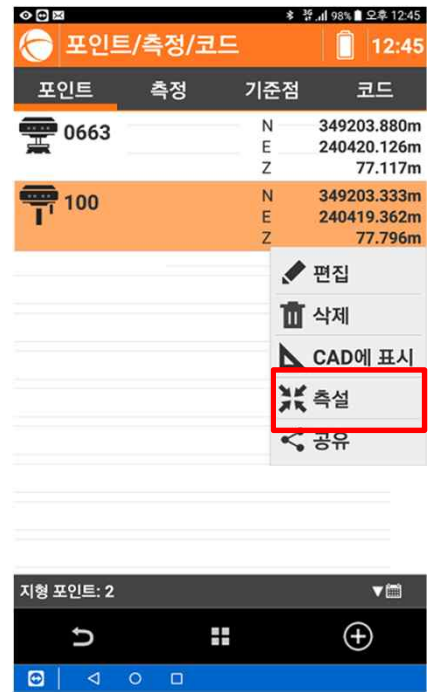 98% 오후 12:45
포인트/측정/코드 12:45
포인트 측정 기준점 코드
0663 N 349203.880m
E 240420.126m
Z 77.117m
100 N 349203.333m
E 240419.362m
Z 77.796m
편집
삭제
CAD에 표시
측설
공유
지형 포인트: 2